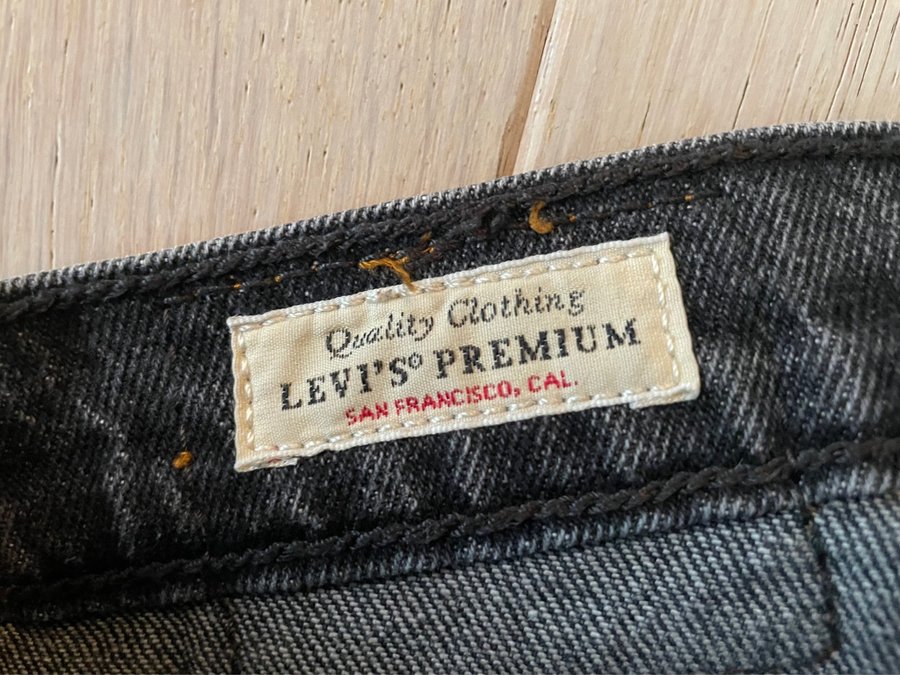 Quality Clothing
LEVI'S® PREMIUM
SAN FRANCISCO, CAL.